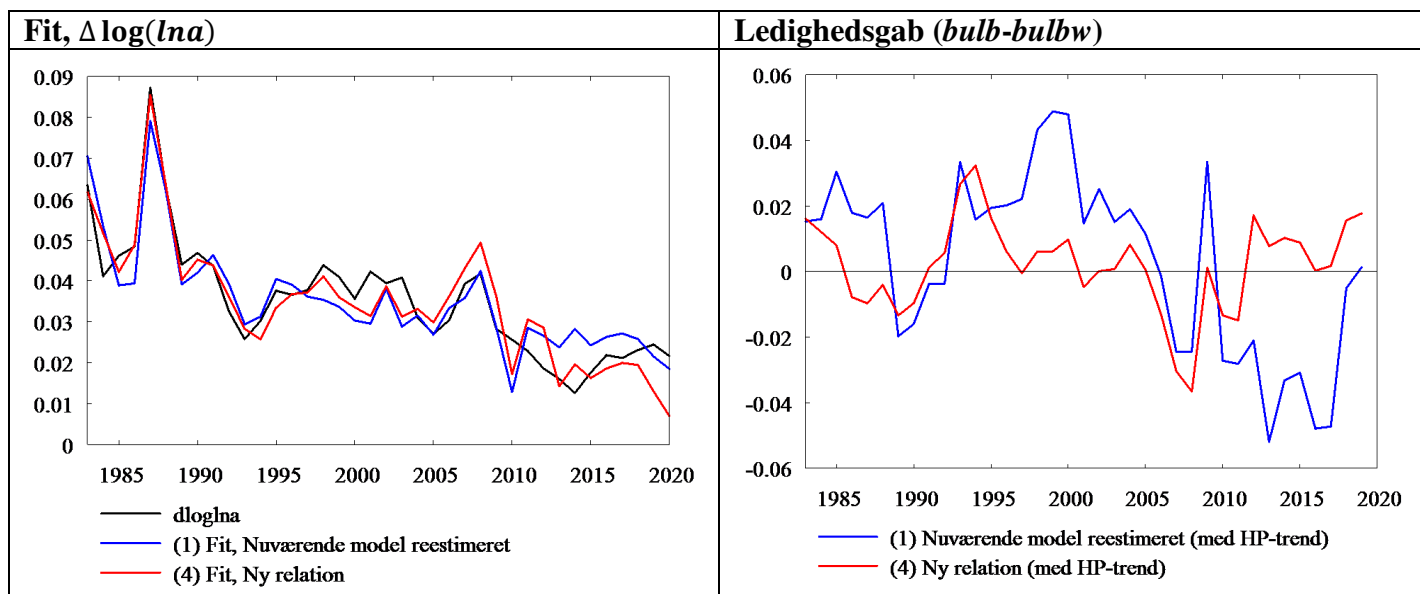 Fit, Δ log(lna)
0.09
0.08
0.07
0.06
0.05
0.04
0.03
0.02
0.01
0
1985 1990 1995 2000 2005 2010 2015 2020
dloglna
(1) Fit, Nuværende model reestimeret
(4) Fit, Ny relation
Ledighedsgab (bulb-bulbw)
0.06
0.04
0.02
0
-0.02
-0.04
-0.06
1985 1990 1995 2000 2005 2010 2015 2020
(1) Nuværende model reestimeret (med HP-trend)
(4) Ny relation (med HP-trend)